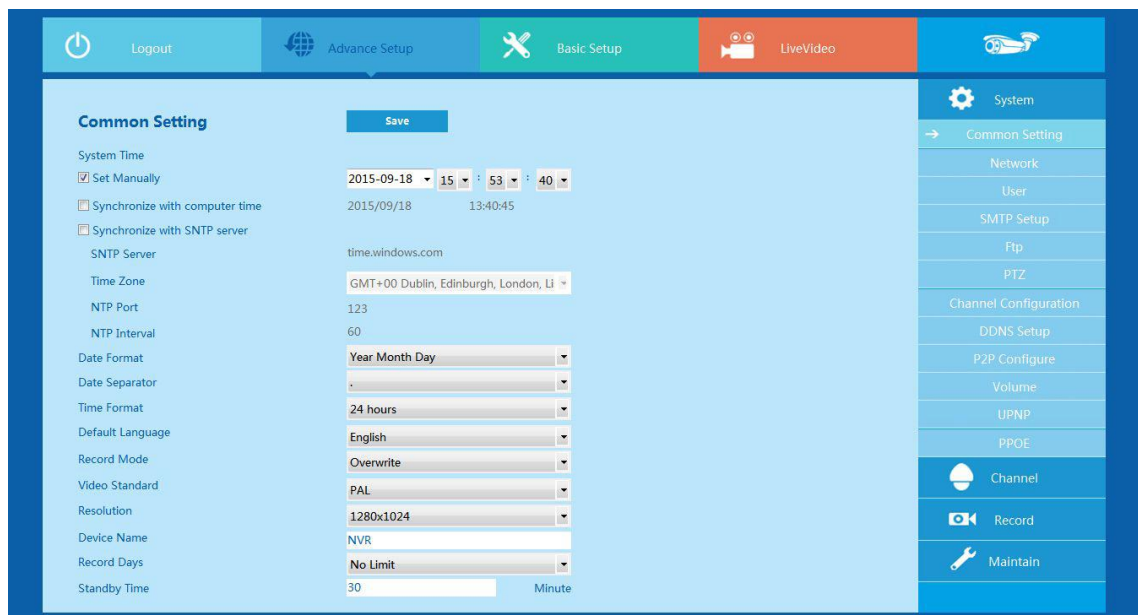 Logout
Advance Setup
Basic Setup
LiveVideo
Common Setting
Save
System Time
Set Manually
2015-09-18 15 : 53 : 40
Synchronize with computer time
2015/09/18 13:40:45
Synchronize with SNTP server
SNTP Server
time.windows.com
Time Zone
GMT+00 Dublin, Edinburgh, London, Li
NTP Port
123
NTP Interval
60
Date Format
Year Month Day
Date Separator
.
Time Format
24 hours
Default Language
English
Record Mode
Overwrite
Video Standard
PAL
Resolution
1280x1024
Device Name
NVR
Record Days
No Limit
Standby Time
30 Minute
System
Common Setting
Network
User
SMTP Setup
Ftp
PTZ
Channel Configuration
DDNS Setup
P2P Configure
Volume
UPNP
PPOE
Channel
Record
Maintain